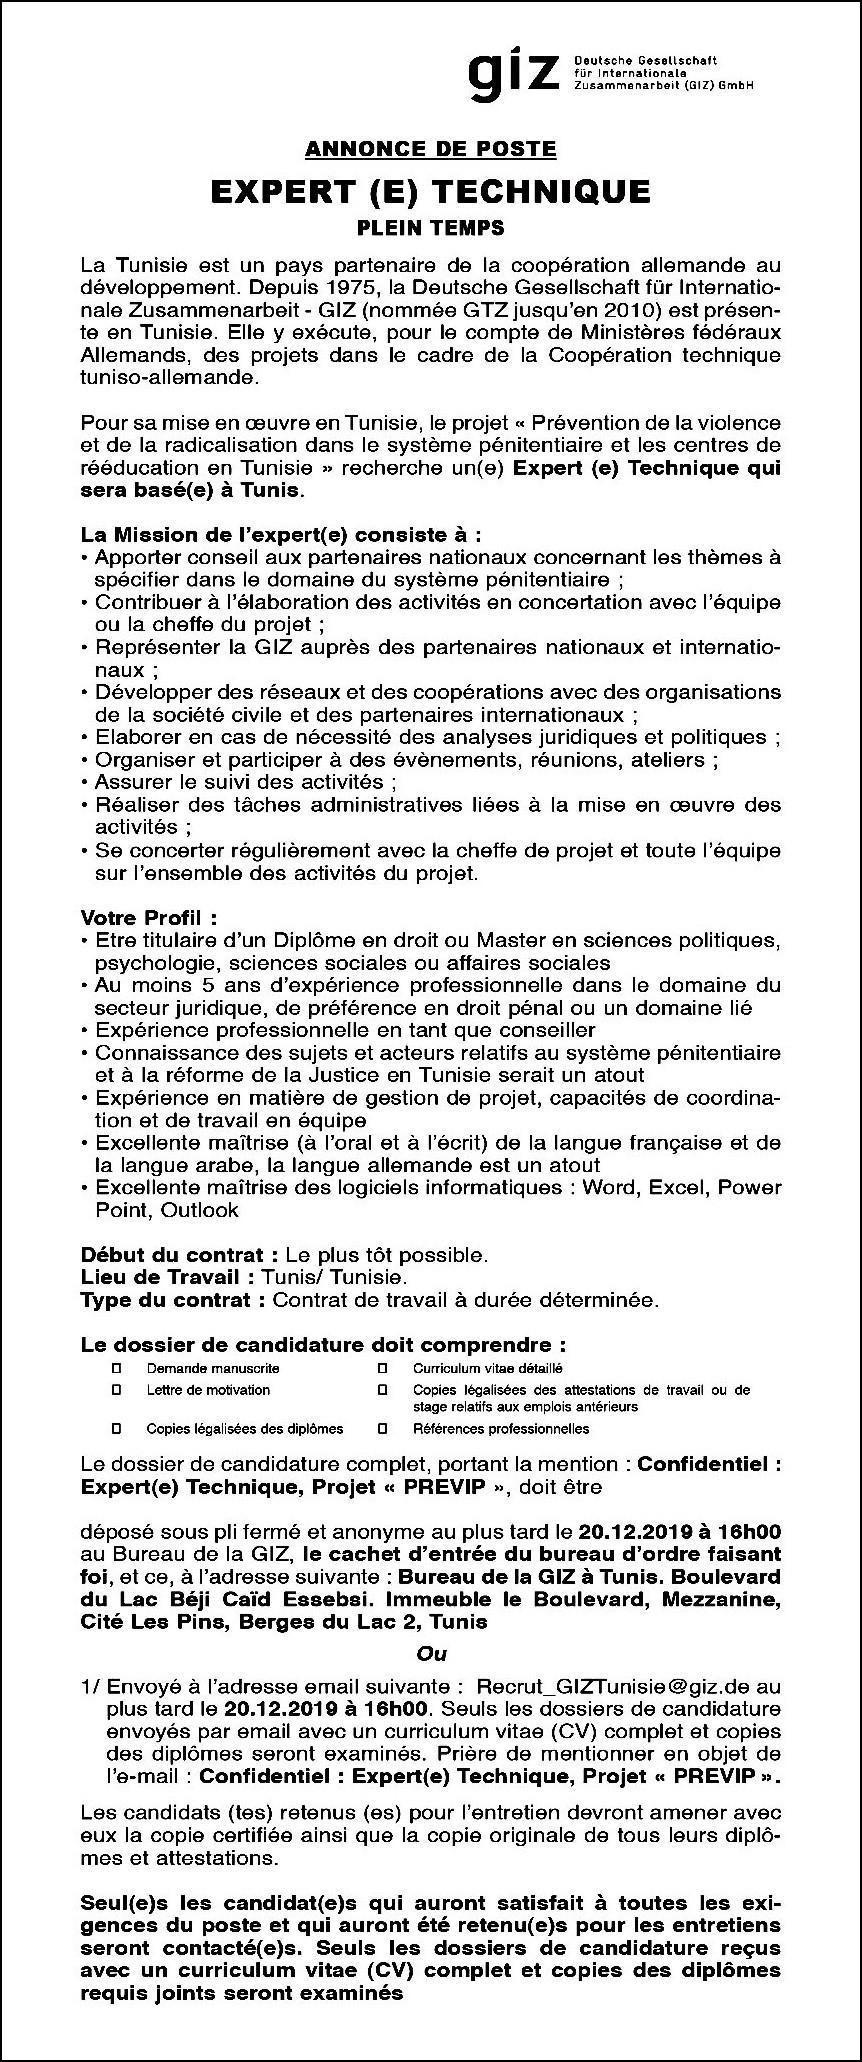 giz
Deutsche Gesellschaft
für Internationale
Zusammenarbeit (GIZ) GmbH
ANNONCE DE POSTE
EXPERT (E) TECHNIQUE
PLEIN TEMPS
La Tunisie est un pays partenaire de la coopération allemande au
développement. Depuis 1975, la Deutsche Gesellschaft für Internatio-
nale Zusammenarbeit - GIZ (nommée GTZ jusqu'en 2010) est présen-
te en Tunisie. Elle y exécute, pour le compte de Ministères fédéraux
Allemands, des projets dans le cadre de la Coopération technique
tuniso-allemande.
Pour sa mise en œuvre en Tunisie, le projet « Prévention de la violence
et de la radicalisation dans le système pénitentiaire et les centres de
rééducation en Tunisie » recherche un(e) Expert (e) Technique qui
sera basé(e) à Tunis.
La Mission de l'expert(e) consiste à :
• Apporter conseil aux partenaires nationaux concernant les thèmes à
spécifier dans le domaine du système pénitentiaire ;
• Contribuer à l'élaboration des activités en concertation avec l'équipe
ou la cheffe du projet ;
• Représenter la GIZ auprès des partenaires nationaux et internatio-
naux ;
• Développer des réseaux et des coopérations avec des organisations
de la société civile et des partenaires internationaux ;
• Elaborer en cas de nécessité des analyses juridiques et politiques ;
• Organiser et participer à des évènements, réunions, ateliers ;
• Assurer le suivi des activités ;
• Réaliser des tâches administratives liées à la mise en œuvre des
activités ;
• Se concerter régulièrement avec la cheffe de projet et toute l'équipe
sur l'ensemble des activités du projet.
Votre Profil :
• Etre titulaire d'un Diplôme en droit ou Master en sciences politiques,
psychologie, sciences sociales ou affaires sociales
• Au moins 5 ans d'expérience professionnelle dans le domaine du
secteur juridique, de préférence en droit pénal ou un domaine lié
• Expérience professionnelle en tant que conseiller
• Connaissance des sujets et acteurs relatifs au système pénitentiaire
et à la réforme de la Justice en Tunisie serait un atout
• Expérience en matière de gestion de projet, capacités de coordina-
tion et de travail en équipe
• Excellente maîtrise (à l'oral et à l'écrit) de la langue française et de
la langue arabe, la langue allemande est un atout
• Excellente maîtrise des logiciels informatiques : Word, Excel, Power
Point, Outlook
Début du contrat : Le plus tôt possible.
Lieu de Travail : Tunis/ Tunisie.
Type du contrat : Contrat de travail à durée déterminée.
Le dossier de candidature doit comprendre :
☐ Demande manuscrite ☐ Curriculum vitae détaillé
☐ Lettre de motivation ☐ Copies légalisées des attestations de travail ou de
stage relatifs aux emplois antérieurs
☐ Copies légalisées des diplômes ☐ Références professionnelles
Le dossier de candidature complet, portant la mention : Confidentiel :
Expert(e) Technique, Projet « PREVIP », doit être
déposé sous pli fermé et anonyme au plus tard le 20.12.2019 à 16h00
au Bureau de la GIZ, le cachet d'entrée du bureau d'ordre faisant
foi, et ce, à l'adresse suivante : Bureau de la GIZ à Tunis. Boulevard
du Lac Béji Caïd Essebsi. Immeuble le Boulevard, Mezzanine,
Cité Les Pins, Berges du Lac 2, Tunis
Ou
1/ Envoyé à l'adresse email suivante : Recrut_GIZTunisie@giz.de au
plus tard le 20.12.2019 à 16h00. Seuls les dossiers de candidature
envoyés par email avec un curriculum vitae (CV) complet et copies
des diplômes seront examinés. Prière de mentionner en objet de
l'e-mail : Confidentiel : Expert(e) Technique, Projet « PREVIP ».
Les candidats (tes) retenus (es) pour l'entretien devront amener avec
eux la copie certifiée ainsi que la copie originale de tous leurs diplô-
mes et attestations.
Seul(e)s les candidat(e)s qui auront satisfait à toutes les exi-
gences du poste et qui auront été retenu(e)s pour les entretiens
seront contacté(e)s. Seuls les dossiers de candidature reçus
avec un curriculum vitae (CV) complet et copies des diplômes
requis joints seront examinés